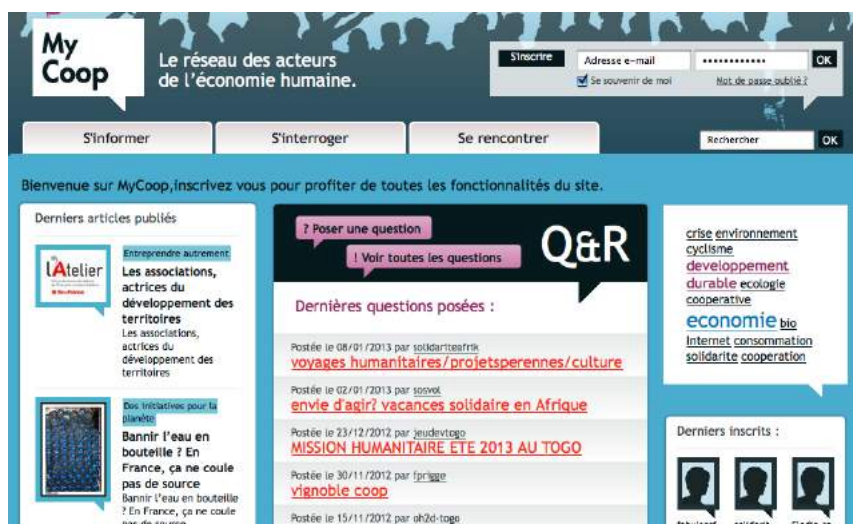 My
Coop
Le réseau des acteurs
de l'économie humaine.
S'inscrire
Adresse e-mail
••••••••••••
OK
Se souvenir de moi
Mot de passe oublié ?
S'informer
S'interroger
Se rencontrer
Rechercher
OK
Bienvenue sur MyCoop,inscrivez vous pour profiter de toutes les fonctionnalités du site.
Derniers articles publiés
l'Atelier
Entreprendre autrement
Les associations,
actrices du
développement des
territoires
Les associations,
actrices du
développement des
territoires
Des initiatives pour la
planète
Bannir l'eau en
bouteille ? En
France, ça ne coule
pas de source
Bannir l'eau en bouteille
? En France, ça ne coule
pas de source
? Poser une question
! Voir toutes les questions
Q&R
Dernières questions posées :
Postée le 08/01/2013 par solidariteafrik
voyages humanitaires/projetsperennes/culture
Postée le 02/01/2013 par sosvol
envie d'agir? vacances solidaire en Afrique
Postée le 23/12/2012 par jeudevtogo
MISSION HUMANITAIRE ETE 2013 AU TOGO
Postée le 30/11/2012 par fprigge
vignoble coop
Postée le 15/11/2012 par oh2d-togo
crise environnement
cyclisme
developpement
durable ecologie
cooperative
economie bio
Internet consommation
solidarite cooperation
Derniers inscrits :